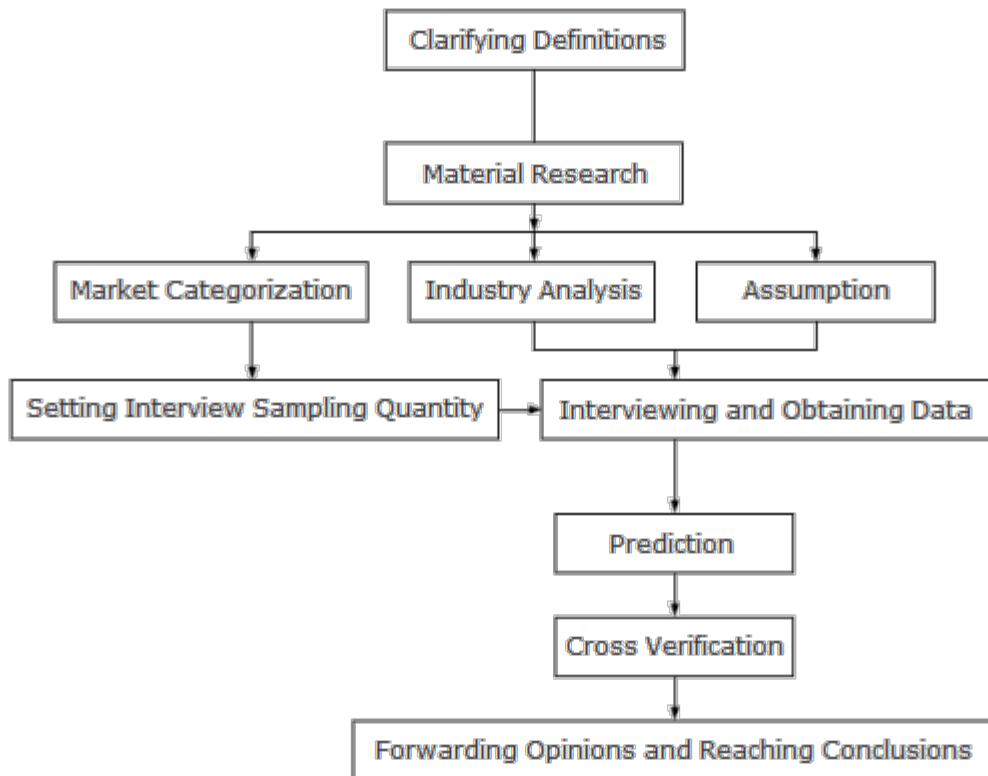 Clarifying Definitions
Material Research
Market Categorization
Industry Analysis
Assumption
Setting Interview Sampling Quantity
Interviewing and Obtaining Data
Prediction
Cross Verification
Forwarding Opinions and Reaching Conclusions